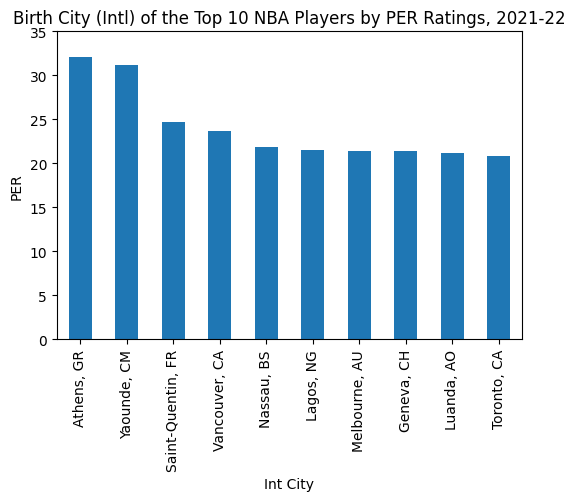 Birth City (Intl) of the Top 10 NBA Players by PER Ratings, 2021-22
35
30
25
20
15
10
5
0
PER
Athens, GR
Yaounde, CM
Saint-Quentin, FR
Vancouver, CA
Nassau, BS
Lagos, NG
Melbourne, AU
Geneva, CH
Luanda, AO
Toronto, CA
Int City